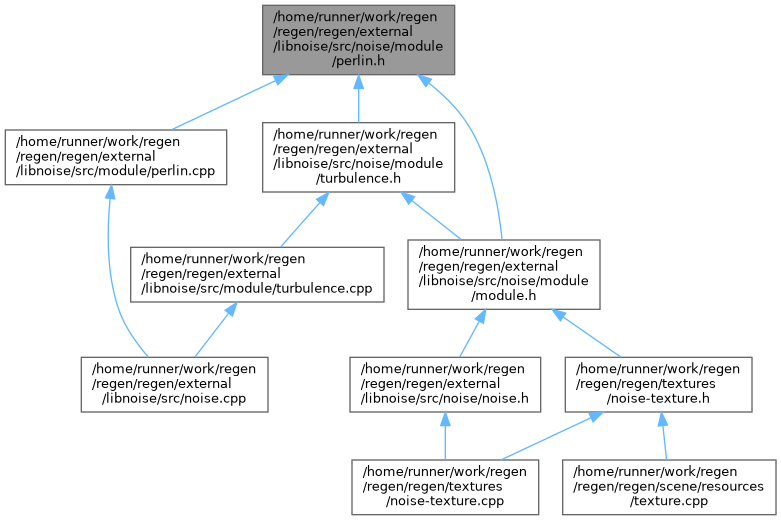 /home/runner/work/regen
/regen/regen/external
/libnoise/src/noise/module
/perlin.h
/home/runner/work/regen
/regen/regen/external
/libnoise/src/module/perlin.cpp
/home/runner/work/regen
/regen/regen/external
/libnoise/src/noise/module
/turbulence.h
/home/runner/work/regen
/regen/regen/external
/libnoise/src/module/turbulence.cpp
/home/runner/work/regen
/regen/regen/external
/libnoise/src/noise/module
/module.h
/home/runner/work/regen
/regen/regen/external
/libnoise/src/noise.cpp
/home/runner/work/regen
/regen/regen/external
/libnoise/src/noise/noise.h
/home/runner/work/regen
/regen/regen/textures
/noise-texture.h
/home/runner/work/regen
/regen/regen/textures
/noise-texture.cpp
/home/runner/work/regen
/regen/regen/scene/resources
/texture.cpp